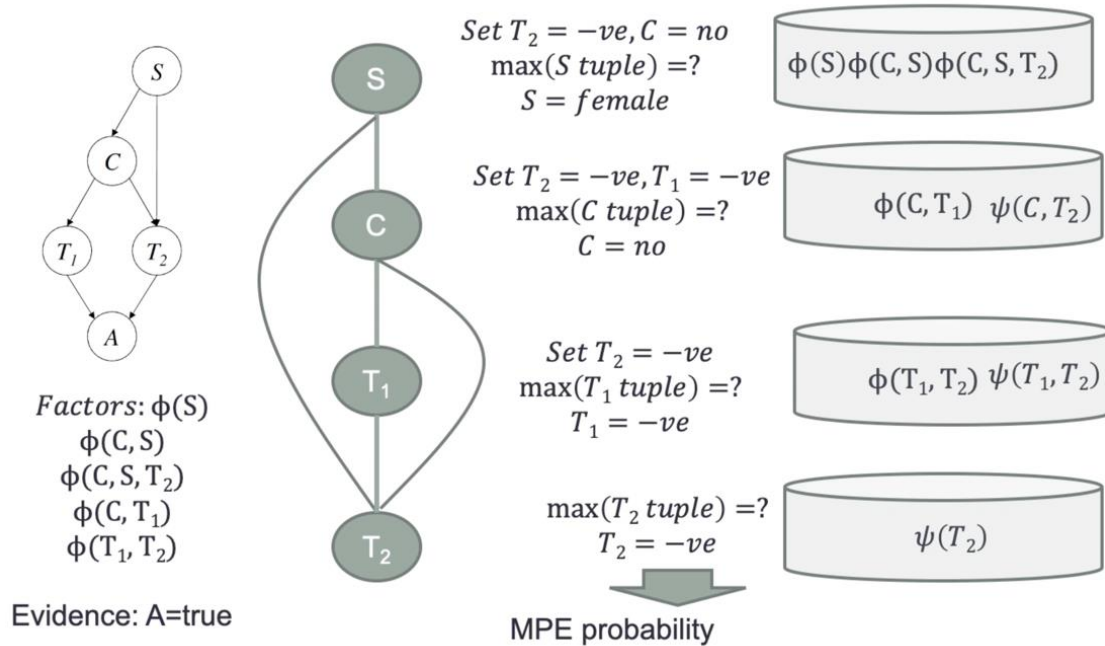 S
C
T₁
T₂
A
Factors: ϕ(S)
ϕ(C, S)
ϕ(C, S, T₂)
ϕ(C, T₁)
ϕ(T₁, T₂)
Evidence: A=true
S
C
T₁
T₂
Set T₂ = −ve, C = no
max(S tuple) =?
S = female
ϕ(S)ϕ(C, S)ϕ(C, S, T₂)
Set T₂ = −ve, T₁ = −ve
max(C tuple) =?
C = no
ϕ(C, T₁) ψ(C, T₂)
Set T₂ = −ve
max(T₁ tuple) =?
T₁ = −ve
ϕ(T₁, T₂) ψ(T₁, T₂)
max(T₂ tuple) =?
T₂ = −ve
ψ(T₂)
MPE probability